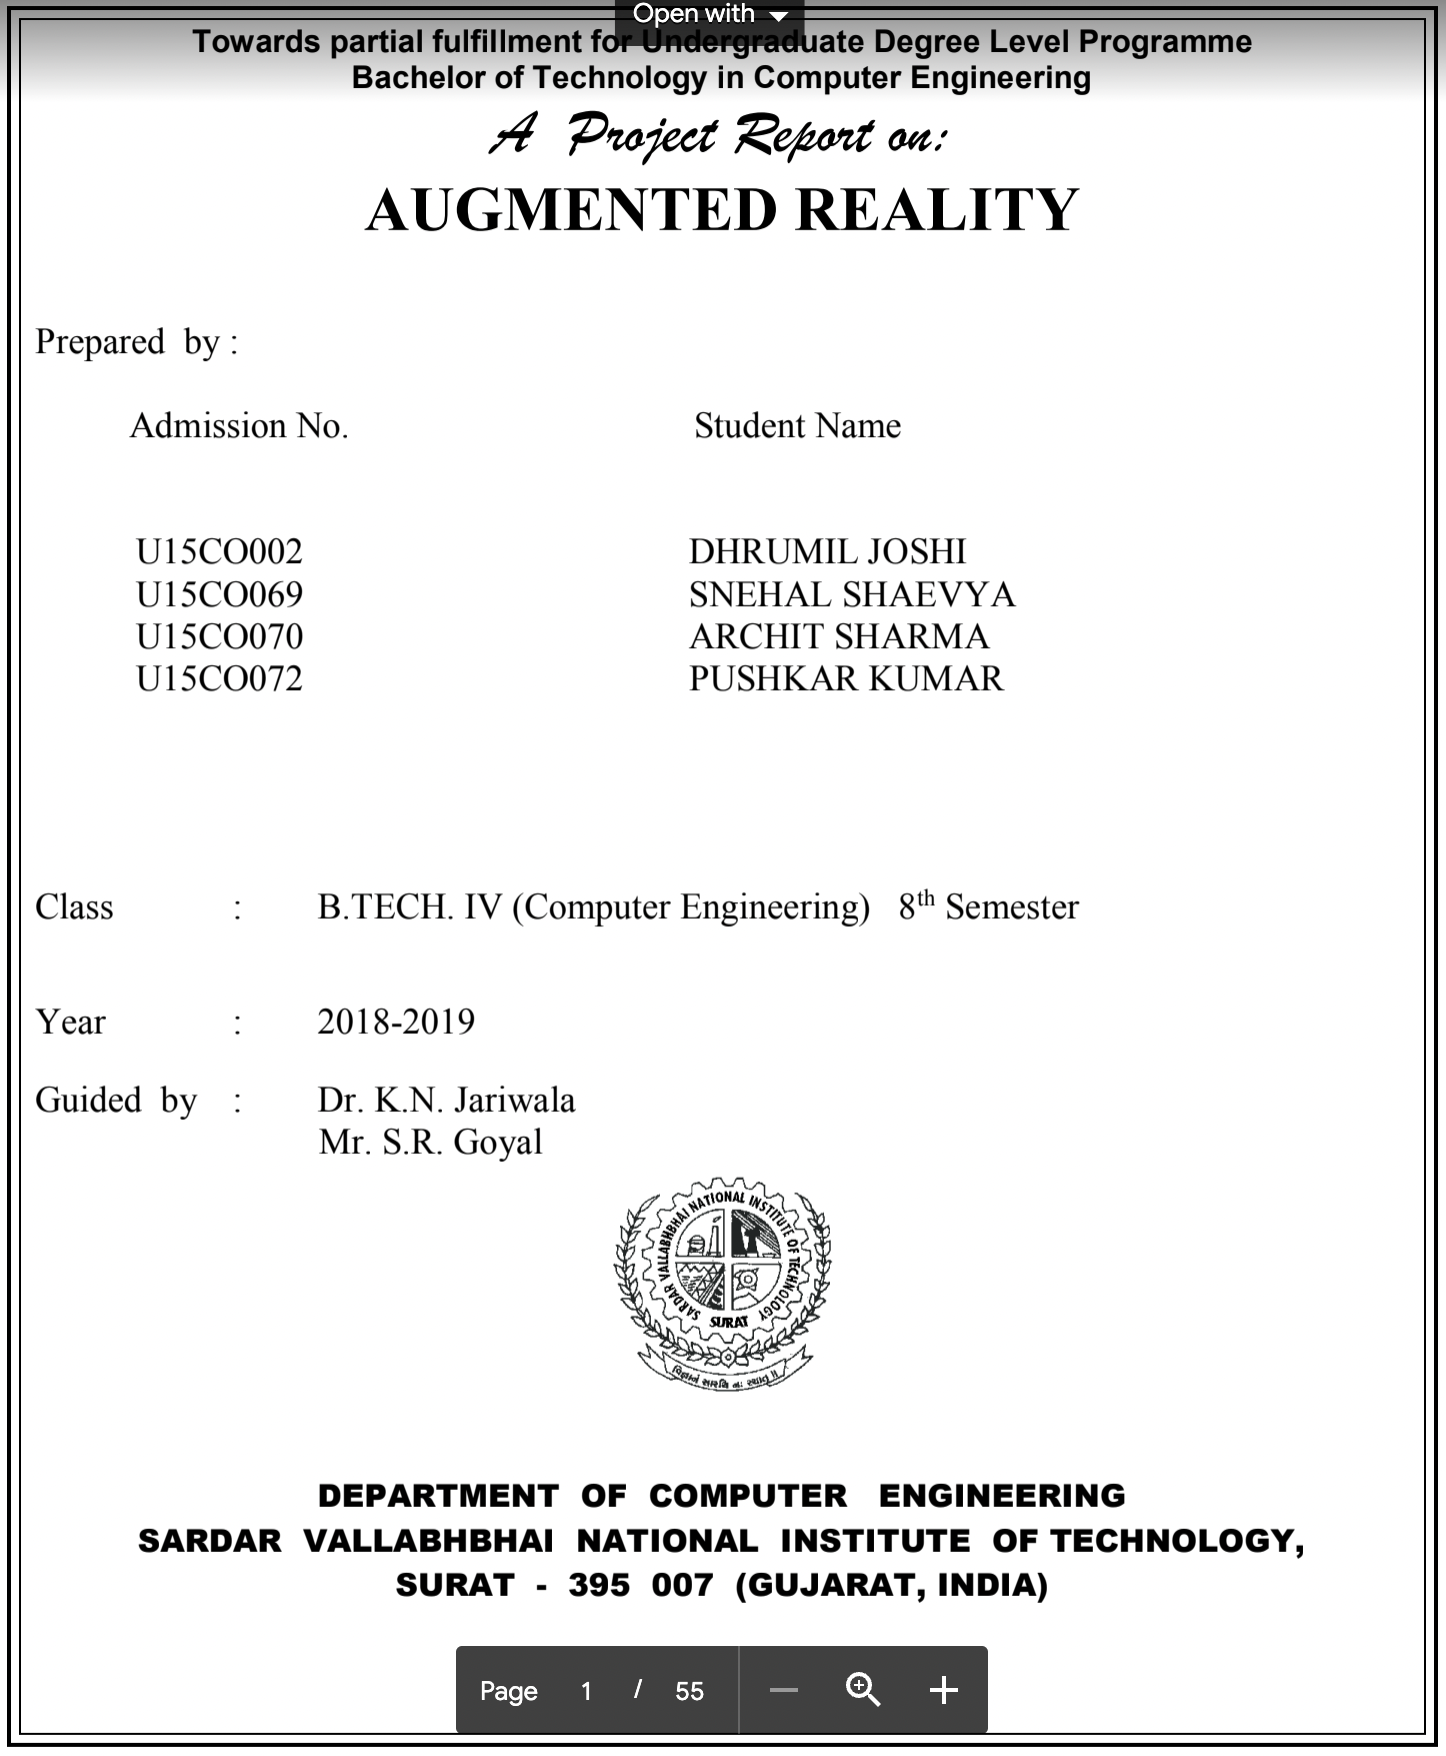 Open with
Towards partial fulfillment for Undergraduate Degree Level Programme
Bachelor of Technology in Computer Engineering
A Project Report on:
AUGMENTED REALITY
Prepared by :
Admission No. Student Name
U15CO002 DHRUMIL JOSHI
U15CO069 SNEHAL SHAEVYA
U15CO070 ARCHIT SHARMA
U15CO072 PUSHKAR KUMAR
Class : B.TECH. IV (Computer Engineering) 8th Semester
Year : 2018-2019
Guided by : Dr. K.N. Jariwala
Mr. S.R. Goyal
SARDAR VALLABHBHAI NATIONAL INSTITUTE OF TECHNOLOGY
SURAT
DEPARTMENT OF COMPUTER ENGINEERING
SARDAR VALLABHBHAI NATIONAL INSTITUTE OF TECHNOLOGY,
SURAT - 395 007 (GUJARAT, INDIA)
Page 1 / 55